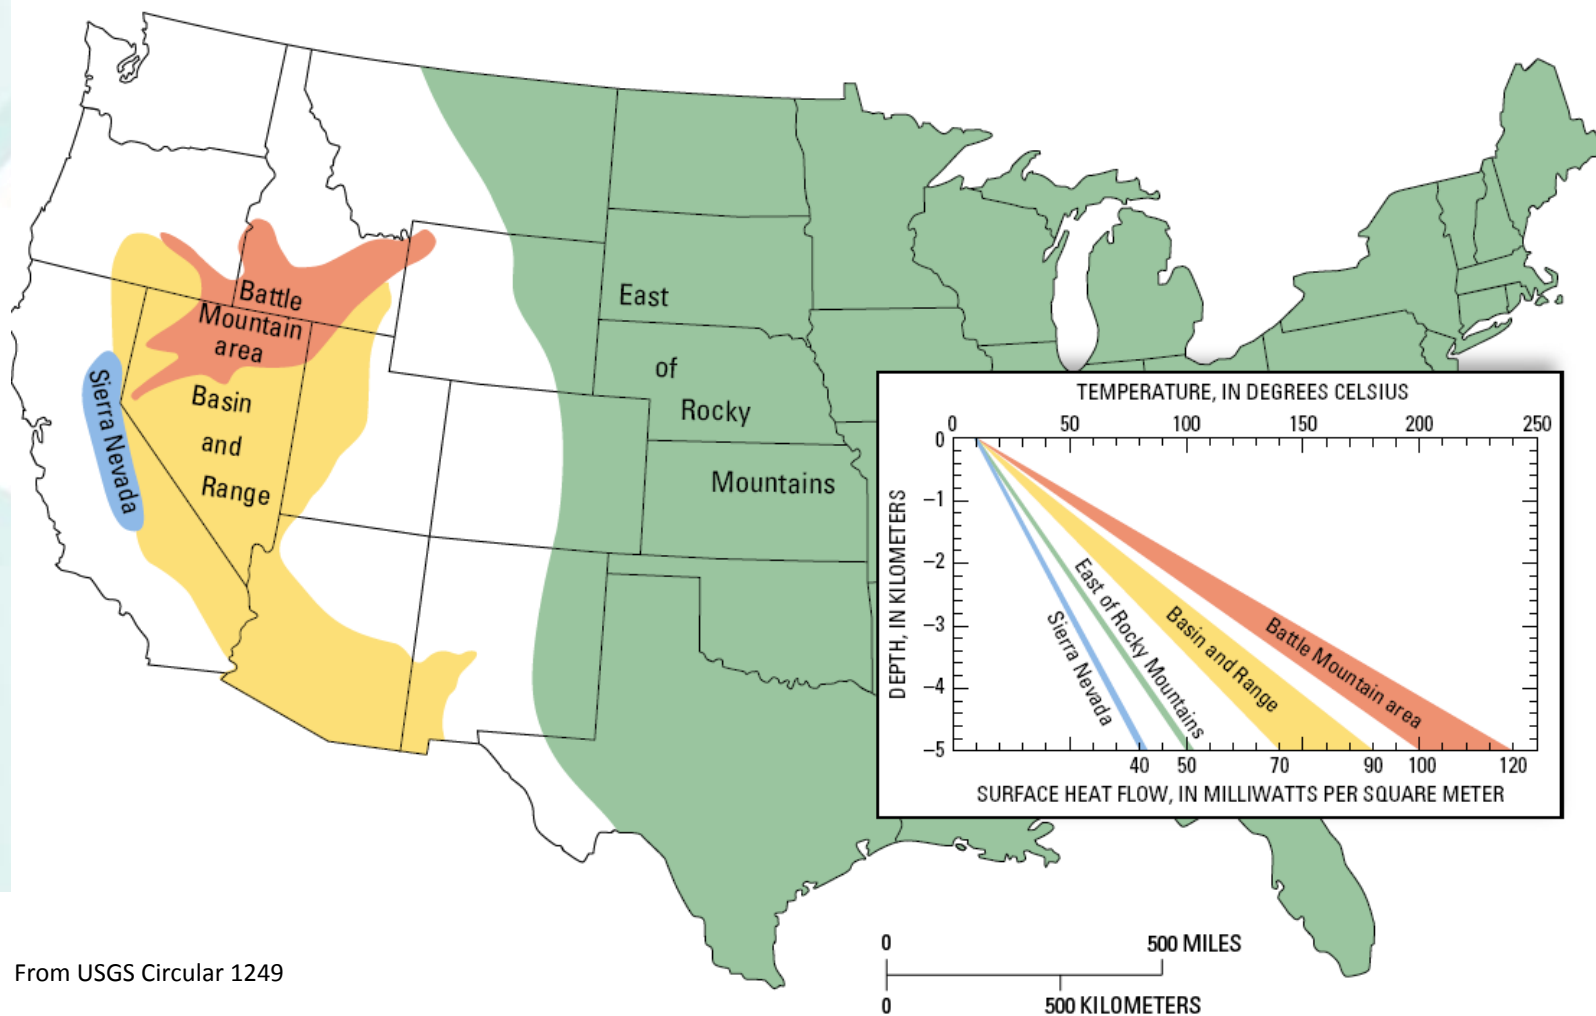 Battle
Mountain
area
Sierra Nevada
Basin
and
Range
East
of
Rocky
Mountains
TEMPERATURE, IN DEGREES CELSIUS
0 50 100 150 200 250
DEPTH, IN KILOMETERS
0
–1
–2
–3
–4
–5
Sierra Nevada
East of Rocky Mountains
Basin and Range
Battle Mountain area
40 50 70 90 100 120
SURFACE HEAT FLOW, IN MILLIWATTS PER SQUARE METER
0 500 MILES
0 500 KILOMETERS
From USGS Circular 1249